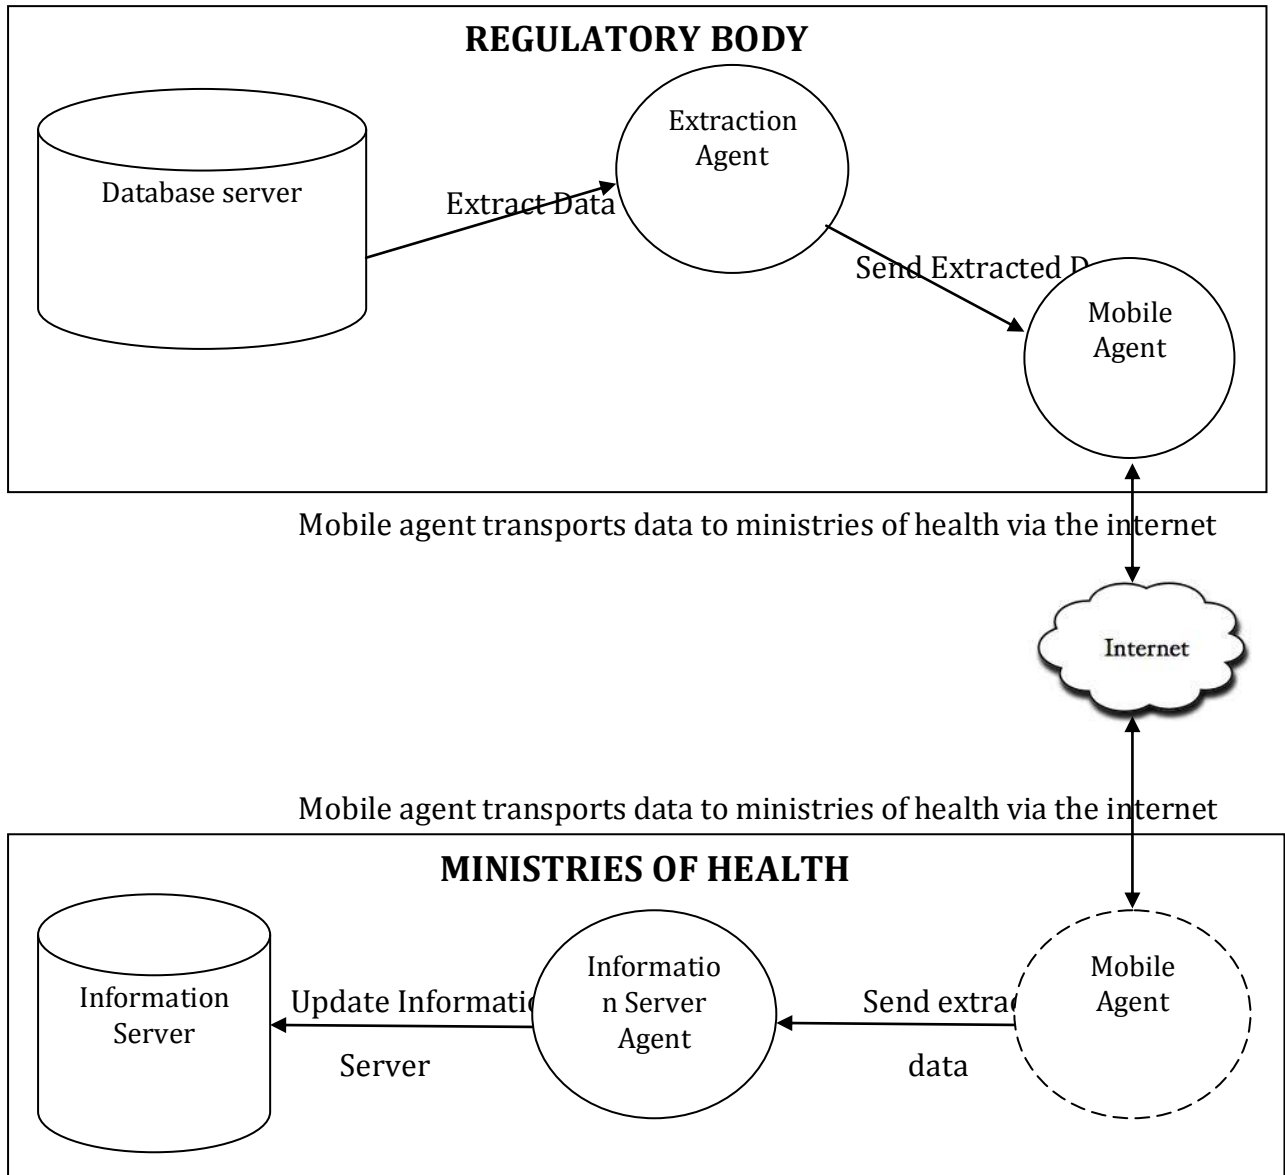 REGULATORY BODY
Extraction
Agent
Database server
Extract Data
Send Extracted D
Mobile
Agent
Mobile agent transports data to ministries of health via the internet
Internet
Mobile agent transports data to ministries of health via the internet
MINISTRIES OF HEALTH
Information
Server
Update Informatio
Server
Informatio
n Server
Agent
Send extrac
data
Mobile
Agent